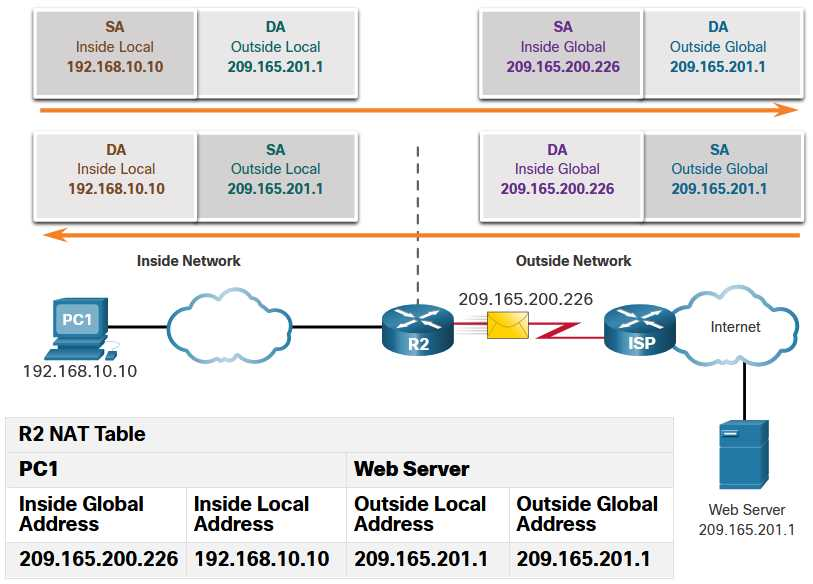 SA
Inside Local
192.168.10.10
DA
Outside Local
209.165.201.1
SA
Inside Global
209.165.200.226
DA
Outside Global
209.165.201.1
DA
Inside Local
192.168.10.10
SA
Outside Local
209.165.201.1
DA
Inside Global
209.165.200.226
SA
Outside Global
209.165.201.1
Inside Network
Outside Network
209.165.200.226
PC1
R2
ISP
Internet
192.168.10.10
R2 NAT Table
PC1
Web Server
Inside Global
Address
Inside Local
Address
Outside Local
Address
Outside Global
Address
209.165.200.226
192.168.10.10
209.165.201.1
209.165.201.1
Web Server
209.165.201.1